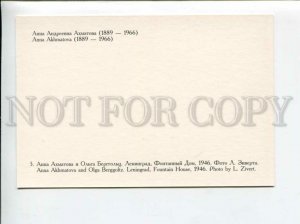 Анна Андреевна Ахматова (1889 — 1966)
Anna Akhmatova (1889 — 1966)
NOT FOR COPY
5. Анна Ахматова и Ольга Берггольц. Ленинград, Фонтанный Дом, 1946. Фото Л. Зиверта.
Anna Akhmatova and Olga Berggoltz. Leningrad, Fountain House, 1946. Photo by L. Zivert.